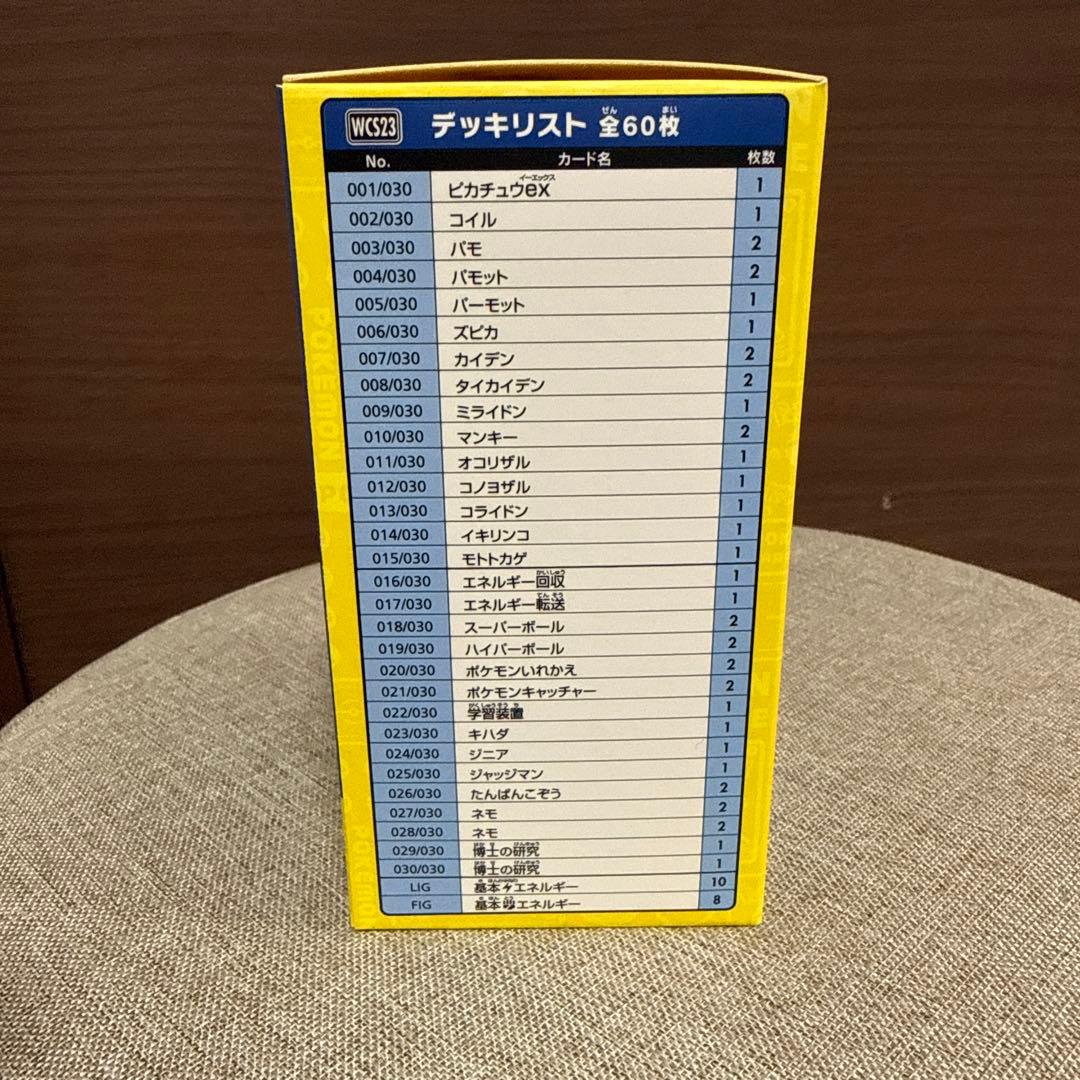 WCS23 デッキリスト 全60枚
No. カード名 枚数
001/030 ピカチュウex 1
002/030 コイル 1
003/030 パモ 2
004/030 パモット 2
005/030 パーモット 1
006/030 ズピカ 1
007/030 カイデン 2
008/030 タイカイデン 2
009/030 ミライドン 1
010/030 マンキー 2
011/030 オコリザル 1
012/030 コノヨザル 1
013/030 コライドン 1
014/030 イキリンコ 1
015/030 モトトカゲ 1
016/030 エネルギー回収 1
017/030 エネルギー転送 1
018/030 スーパーボール 2
019/030 ハイパーボール 2
020/030 ポケモンいれかえ 2
021/030 ポケモンキャッチャー 2
022/030 学習装置 1
023/030 キハダ 1
024/030 ジニア 1
025/030 ジャッジマン 1
026/030 たんぱんこぞう 2
027/030 ネモ 2
028/030 ネモ 2
029/030 博士の研究 1
030/030 博士の研究 1
LIG 基本エネルギー 10
FIG 基本エネルギー 8
POKÉMON